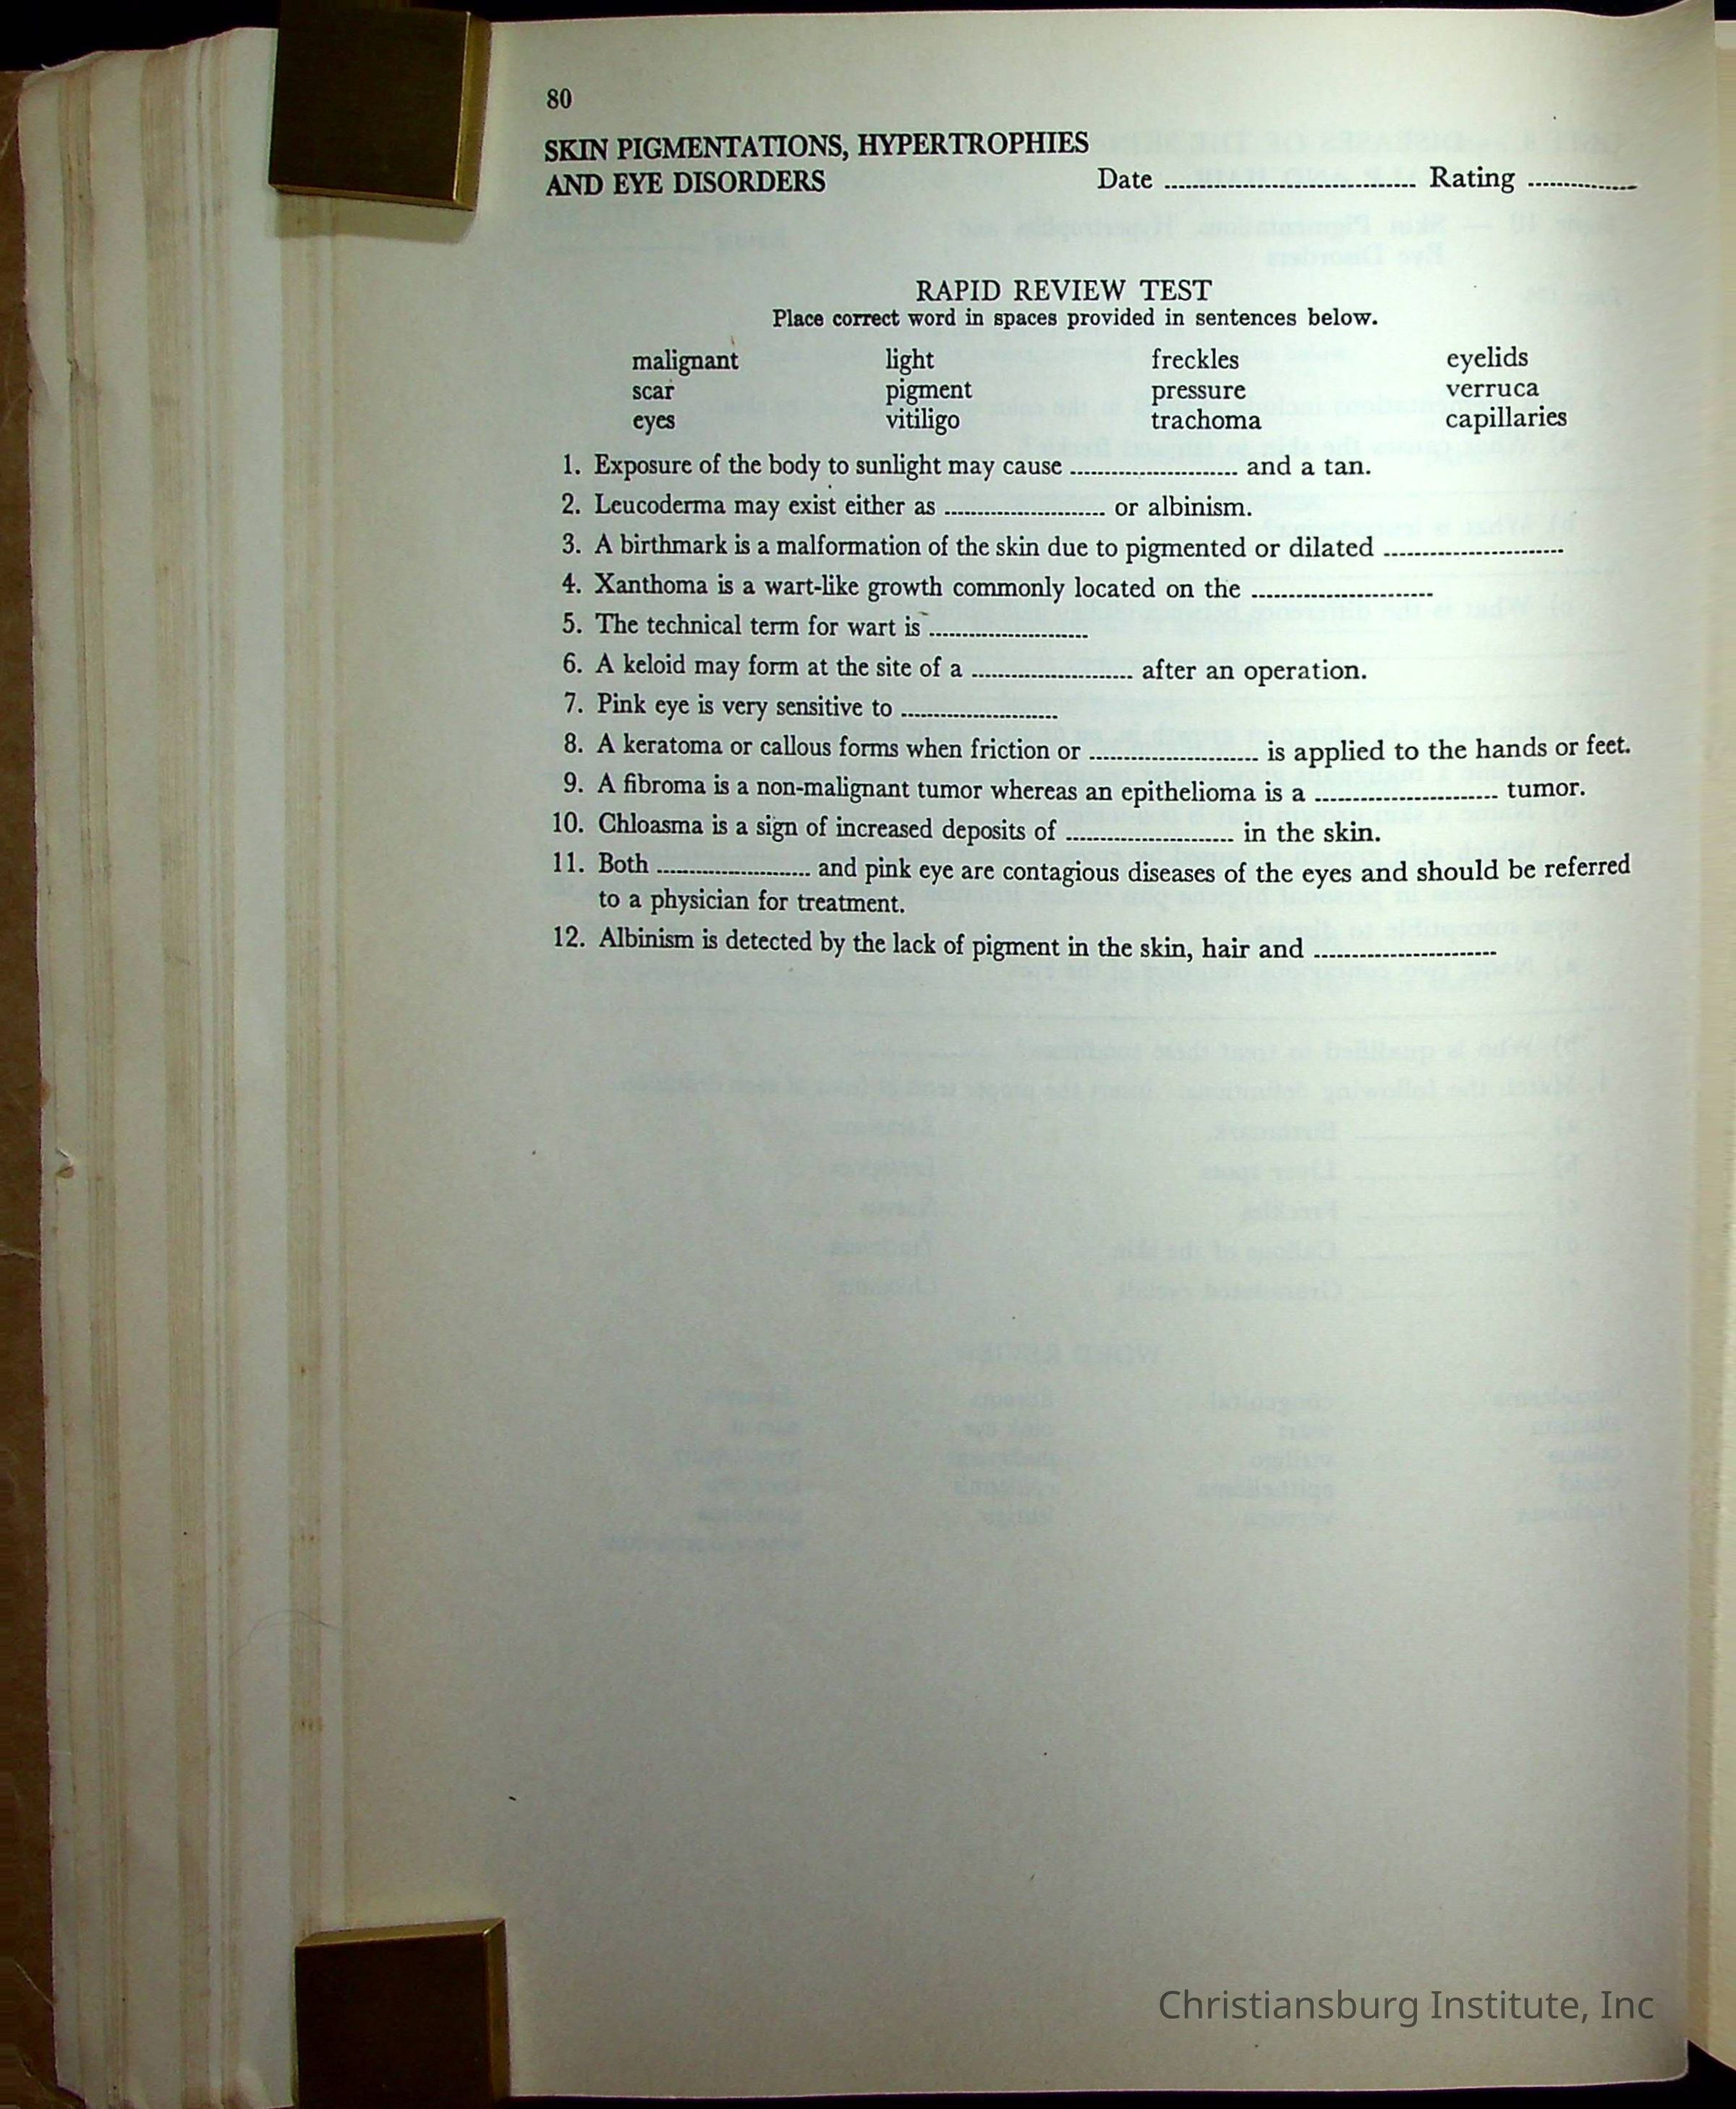 80
SKIN PIGMENTATIONS, HYPERTROPHIES
AND EYE DISORDERS Date ........................ Rating ................
RAPID REVIEW TEST
Place correct word in spaces provided in sentences below.
malignant light freckles eyelids
scar pigment pressure verruca
eyes vitiligo trachoma capillaries
1. Exposure of the body to sunlight may cause ........................ and a tan.
2. Leucoderma may exist either as ........................ or albinism.
3. A birthmark is a malformation of the skin due to pigmented or dilated ........................
4. Xanthoma is a wart-like growth commonly located on the ........................
5. The technical term for wart is ........................
6. A keloid may form at the site of a ........................ after an operation.
7. Pink eye is very sensitive to ........................
8. A keratoma or callous forms when friction or ........................ is applied to the hands or feet.
9. A fibroma is a non-malignant tumor whereas an epithelioma is a ........................ tumor.
10. Chloasma is a sign of increased deposits of ........................ in the skin.
11. Both ........................ and pink eye are contagious diseases of the eyes and should be referred
to a physician for treatment.
12. Albinism is detected by the lack of pigment in the skin, hair and ........................
Christiansburg Institute, Inc